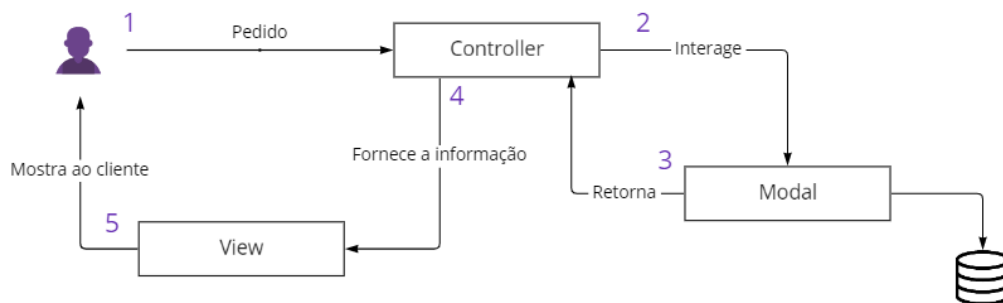 1
Pedido
Controller
2
Interage
4
Fornece a informação
3
Retorna
Modal
Mostra ao cliente
5
View